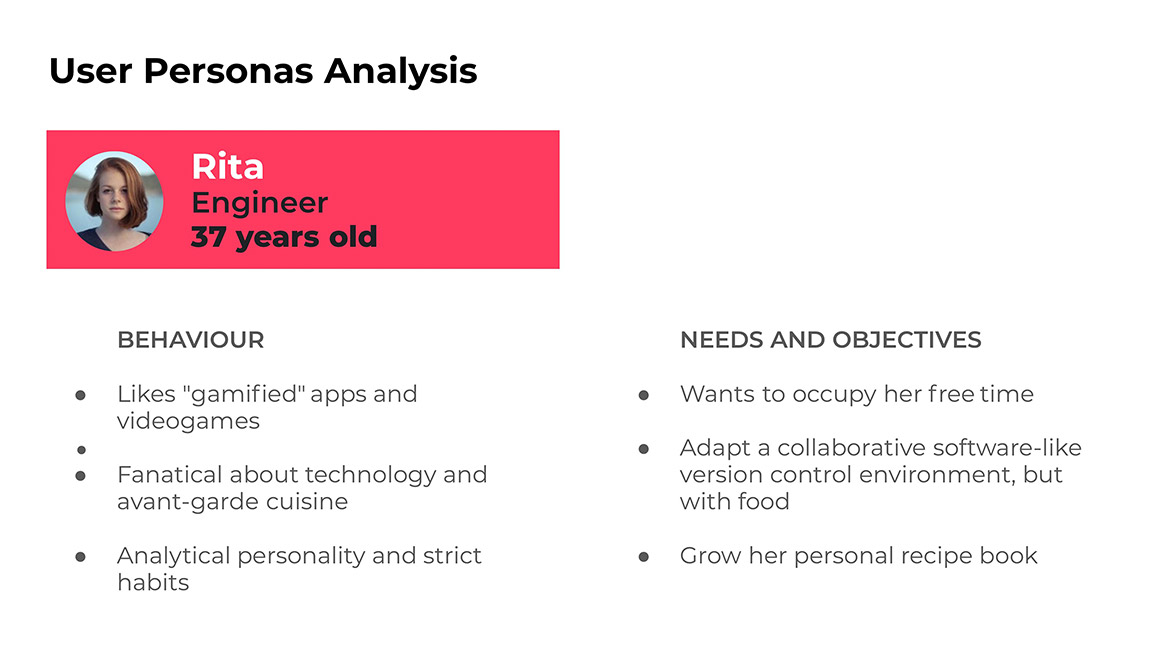 User Personas Analysis
Rita
Engineer
37 years old
BEHAVIOUR
● Likes "gamified" apps and
videogames
●
● Fanatical about technology and
avant-garde cuisine
● Analytical personality and strict
habits
NEEDS AND OBJECTIVES
● Wants to occupy her free time
● Adapt a collaborative software-like
version control environment, but
with food
● Grow her personal recipe book